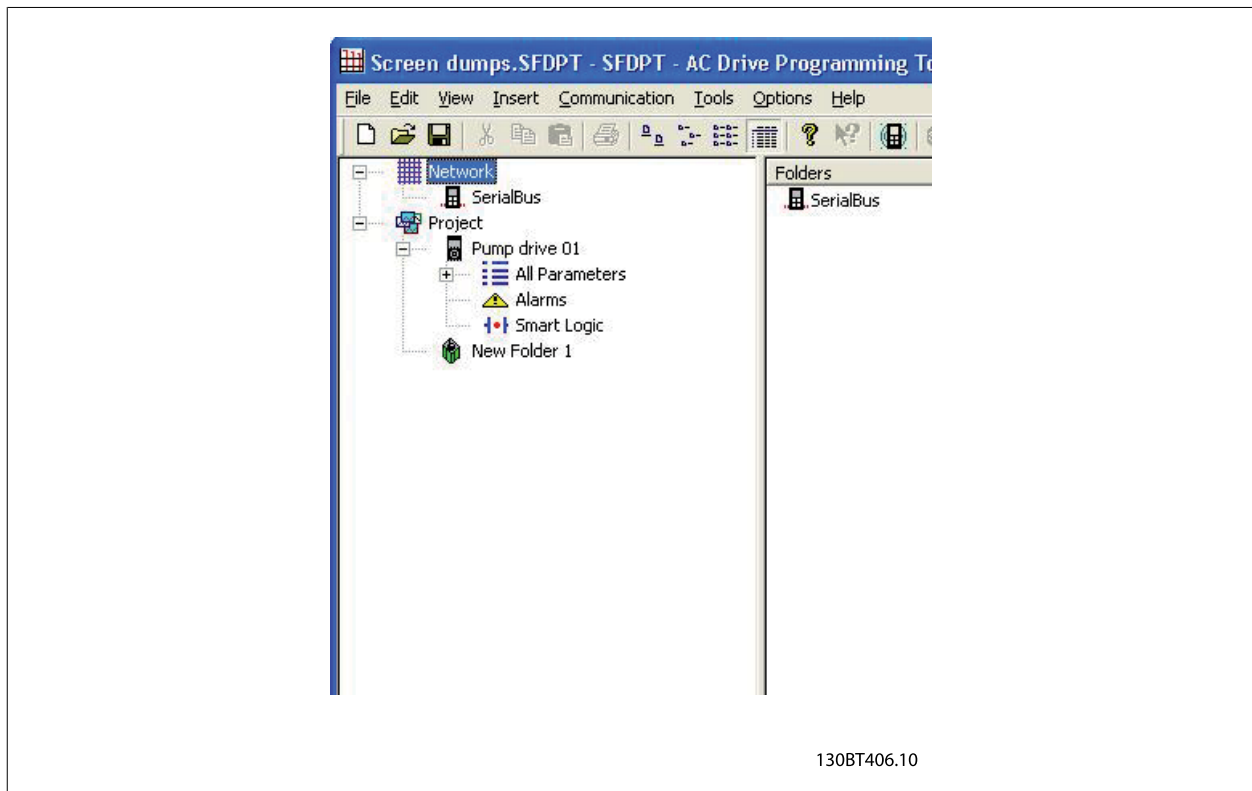 Screen dumps.SFDPT - SFDPT - AC Drive Programming To
File Edit View Insert Communication Tools Options Help
Network
SerialBus
Project
Pump drive 01
All Parameters
Alarms
Smart Logic
New Folder 1
Folders
SerialBus
130BT406.10